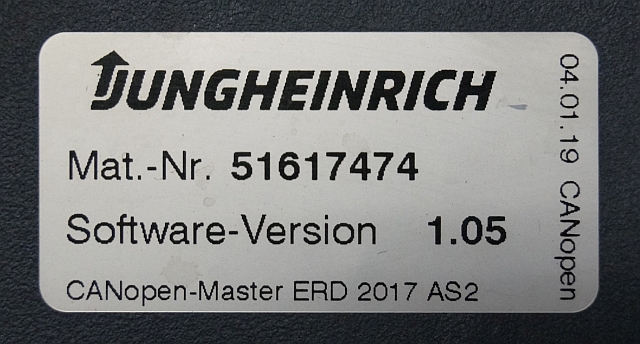 JUNGHEINRICH
Mat.-Nr. 51617474
Software-Version 1.05
CANopen-Master ERD 2017 AS2
04.01.19 CANopen